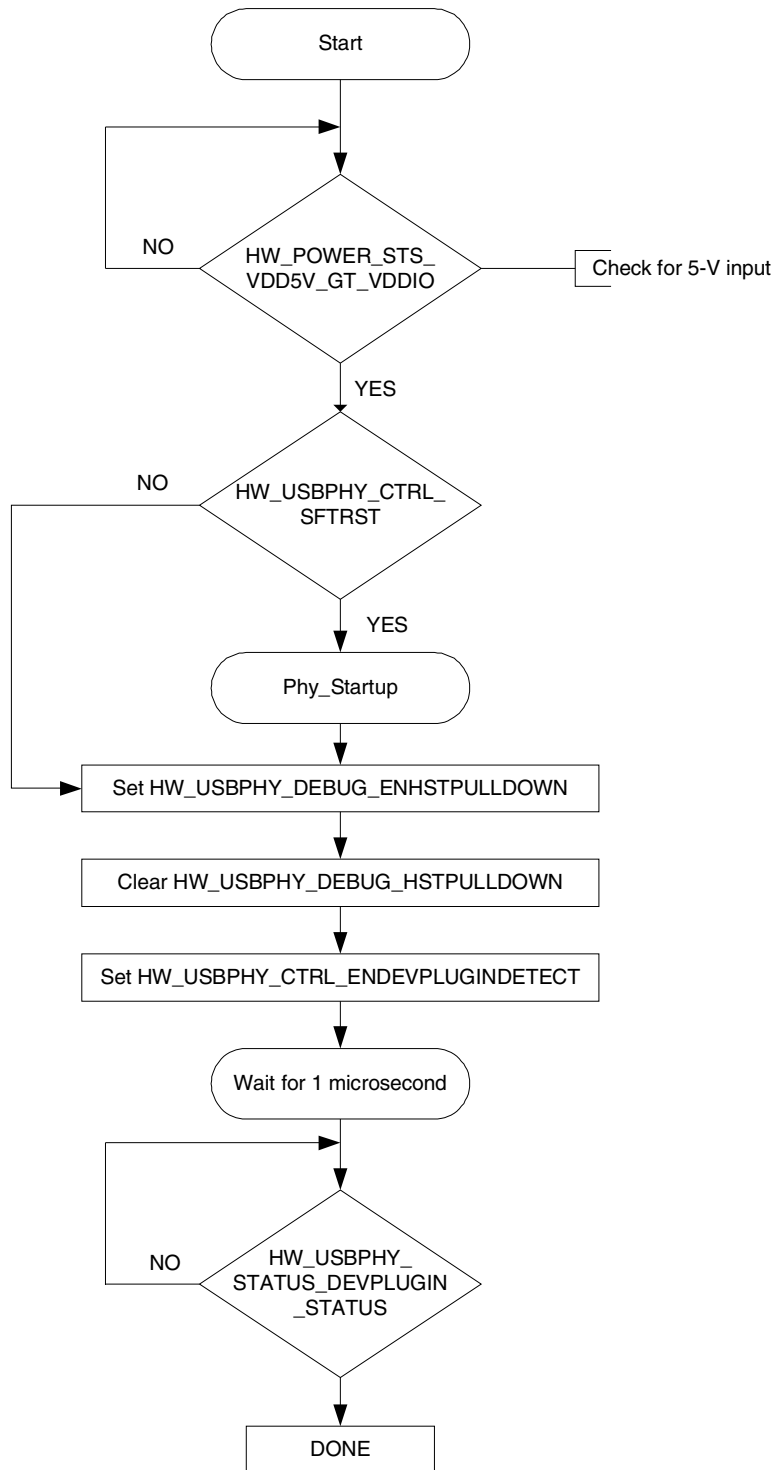 Start
NO
HW_POWER_STS_
VDD5V_GT_VDDIO
Check for 5-V input
YES
NO
HW_USBPHY_CTRL_
SFTRST
YES
Phy_Startup
Set HW_USBPHY_DEBUG_ENHSTPULLDOWN
Clear HW_USBPHY_DEBUG_HSTPULLDOWN
Set HW_USBPHY_CTRL_ENDEVPLUGINDETECT
Wait for 1 microsecond
NO
HW_USBPHY_
STATUS_DEVPLUGIN
_STATUS
DONE